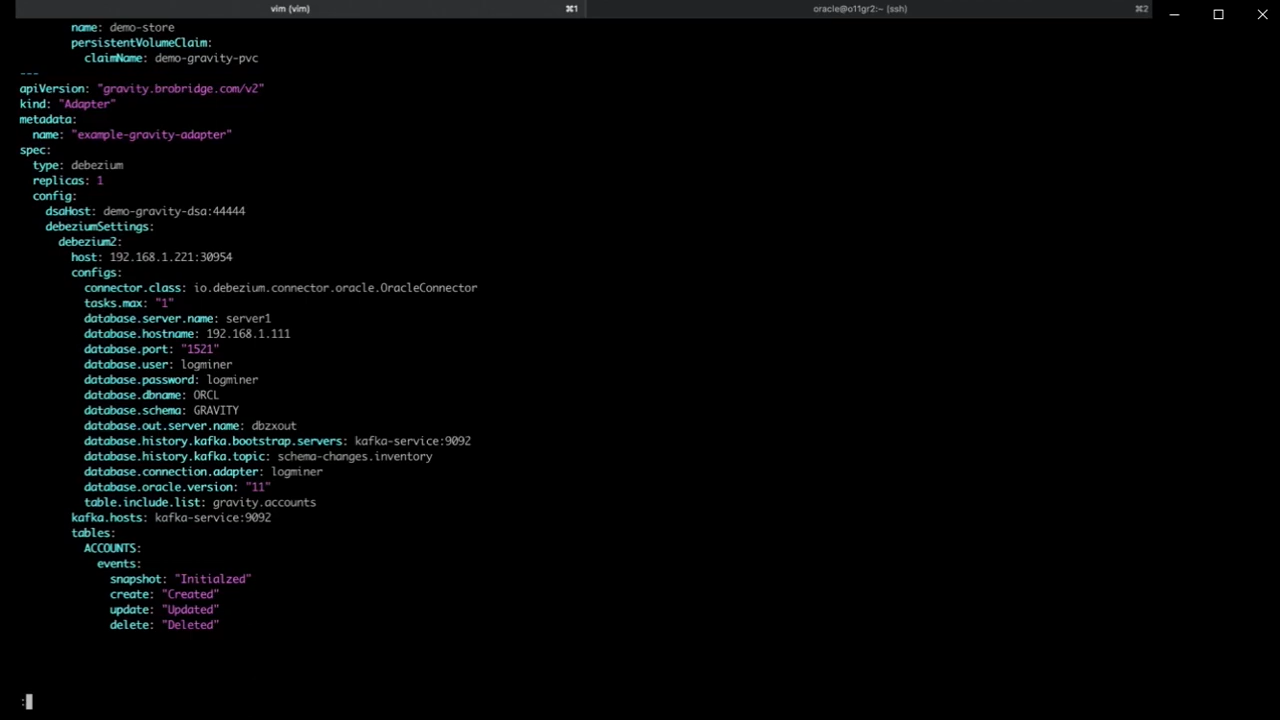 vim (vim) ⌘1 oracle@o11gr2:~ (ssh) ⌘2
name: demo-store
persistentVolumeClaim:
claimName: demo-gravity-pvc
---
apiVersion: "gravity.brobridge.com/v2"
kind: "Adapter"
metadata:
name: "example-gravity-adapter"
spec:
type: debezium
replicas: 1
config:
dsaHost: demo-gravity-dsa:44444
debeziumSettings:
debezium2:
host: 192.168.1.221:30954
configs:
connector.class: io.debezium.connector.oracle.OracleConnector
tasks.max: "1"
database.server.name: server1
database.hostname: 192.168.1.111
database.port: "1521"
database.user: logminer
database.password: logminer
database.dbname: ORCL
database.schema: GRAVITY
database.out.server.name: dbzxout
database.history.kafka.bootstrap.servers: kafka-service:9092
database.history.kafka.topic: schema-changes.inventory
database.connection.adapter: logminer
database.oracle.version: "11"
table.include.list: gravity.accounts
kafka.hosts: kafka-service:9092
tables:
ACCOUNTS:
events:
snapshot: "Initialzed"
create: "Created"
update: "Updated"
delete: "Deleted"
: